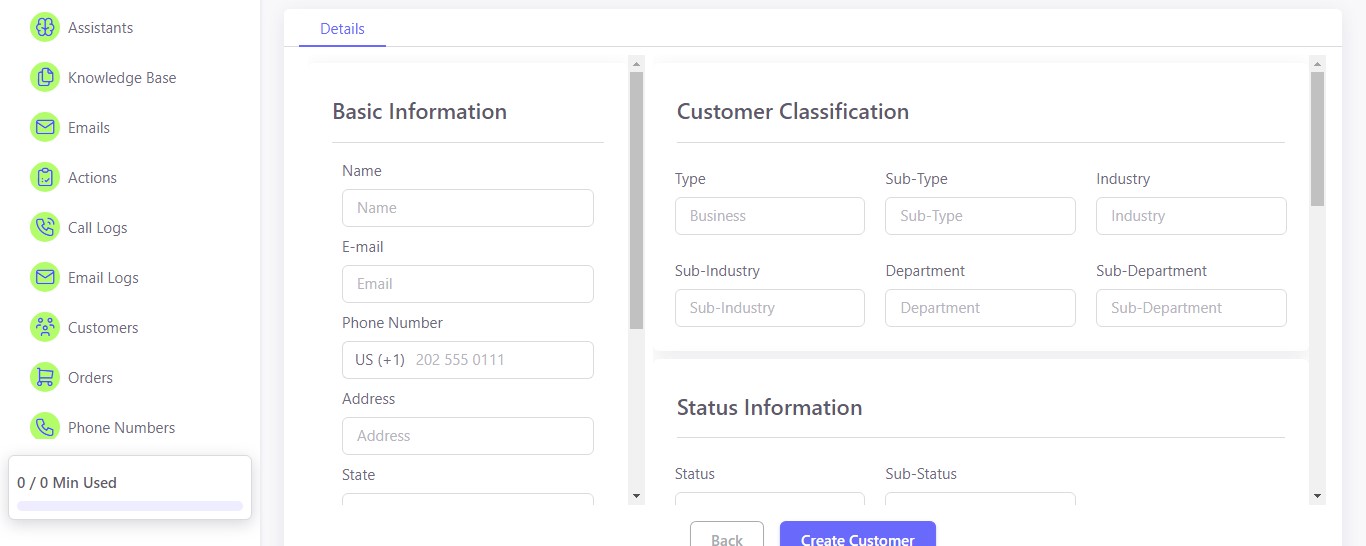 Assistants
Knowledge Base
Emails
Actions
Call Logs
Email Logs
Customers
Orders
Phone Numbers
0 / 0 Min Used
Details
Basic Information
Name
Name
E-mail
Email
Phone Number
US (+1) 202 555 0111
Address
Address
State
Customer Classification
Type Sub-Type Industry
Business Sub-Type Industry
Sub-Industry Department Sub-Department
Sub-Industry Department Sub-Department
Status Information
Status Sub-Status
Back Create Customer